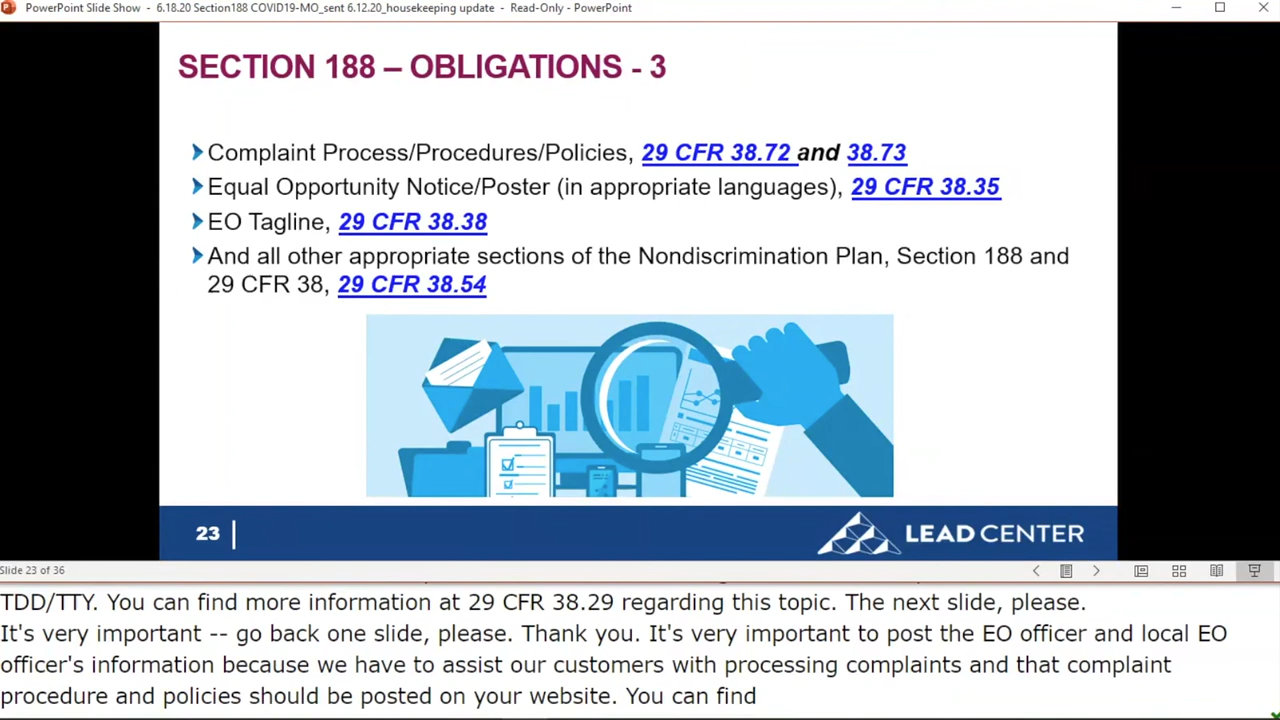 PowerPoint Slide Show - 6.18.20 Section188 COVID19-MO_sent 6.12.20_housekeeping update - Read-Only - PowerPoint
SECTION 188 – OBLIGATIONS - 3
Complaint Process/Procedures/Policies, 29 CFR 38.72 and 38.73
Equal Opportunity Notice/Poster (in appropriate languages), 29 CFR 38.35
EO Tagline, 29 CFR 38.38
And all other appropriate sections of the Nondiscrimination Plan, Section 188 and
29 CFR 38, 29 CFR 38.54
23
LEAD CENTER
Slide 23 of 36
TDD/TTY. You can find more information at 29 CFR 38.29 regarding this topic. The next slide, please.
It's very important -- go back one slide, please. Thank you. It's very important to post the EO officer and local EO
officer's information because we have to assist our customers with processing complaints and that complaint
procedure and policies should be posted on your website. You can find